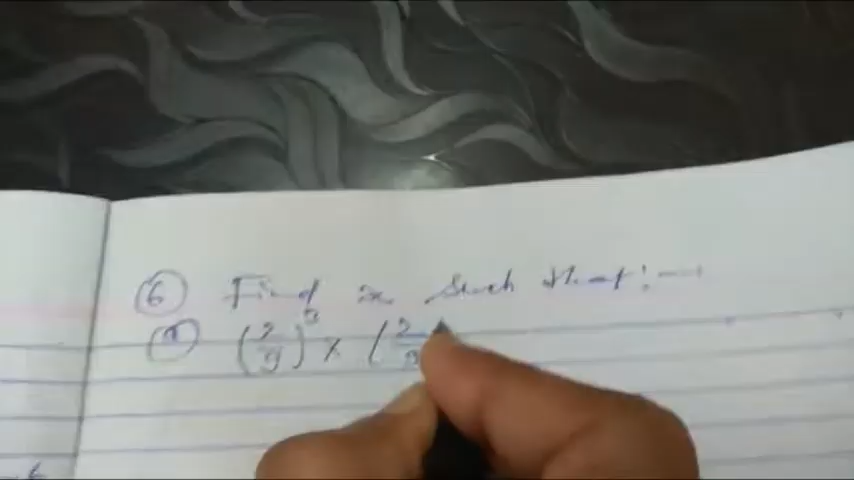 ⑥ Find x such that:—
(2/9)³ × (2/9